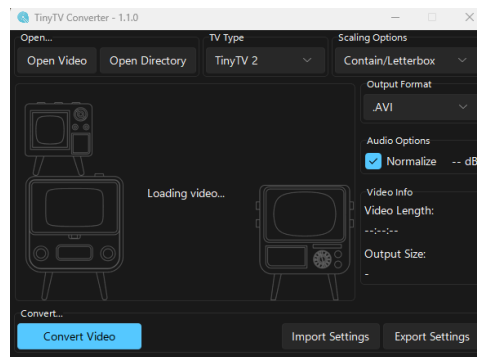 TinyTV Converter - 1.1.0
Open...
TV Type
Scaling Options
Open Video
Open Directory
TinyTV 2
Contain/Letterbox
Output Format
.AVI
Audio Options
Normalize
-- dB
Loading video...
Video Info
Video Length:
--:--:--
Output Size:
-
Convert...
Convert Video
Import Settings
Export Settings